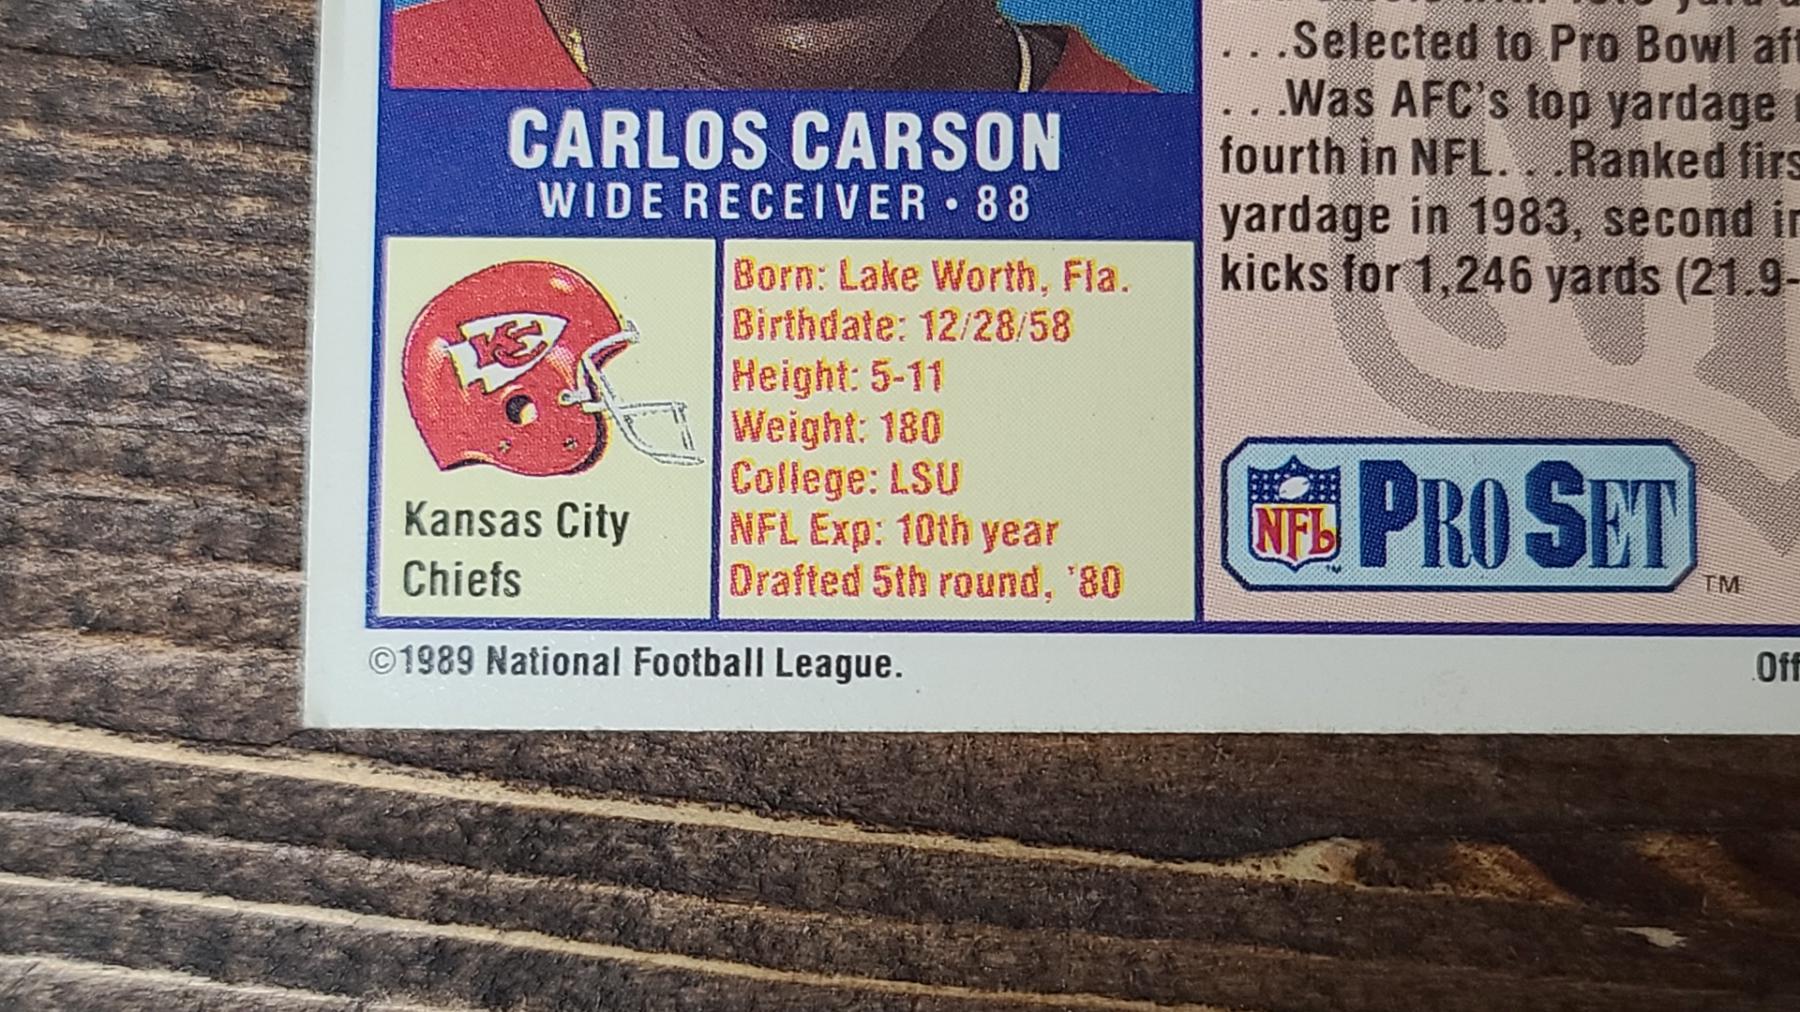 CARLOS CARSON
WIDE RECEIVER • 88
KC
Kansas City
Chiefs
Born: Lake Worth, Fla.
Birthdate: 12/28/58
Height: 5-11
Weight: 180
College: LSU
NFL Exp: 10th year
Drafted 5th round, '80
. . .Selected to Pro Bowl
. . .Was AFC's top yardage
fourth in NFL. . .Ranked
yardage in 1983, second
kicks for 1,246 yards (21.9-
NFL PRO SET
TM
©1989 National Football League.